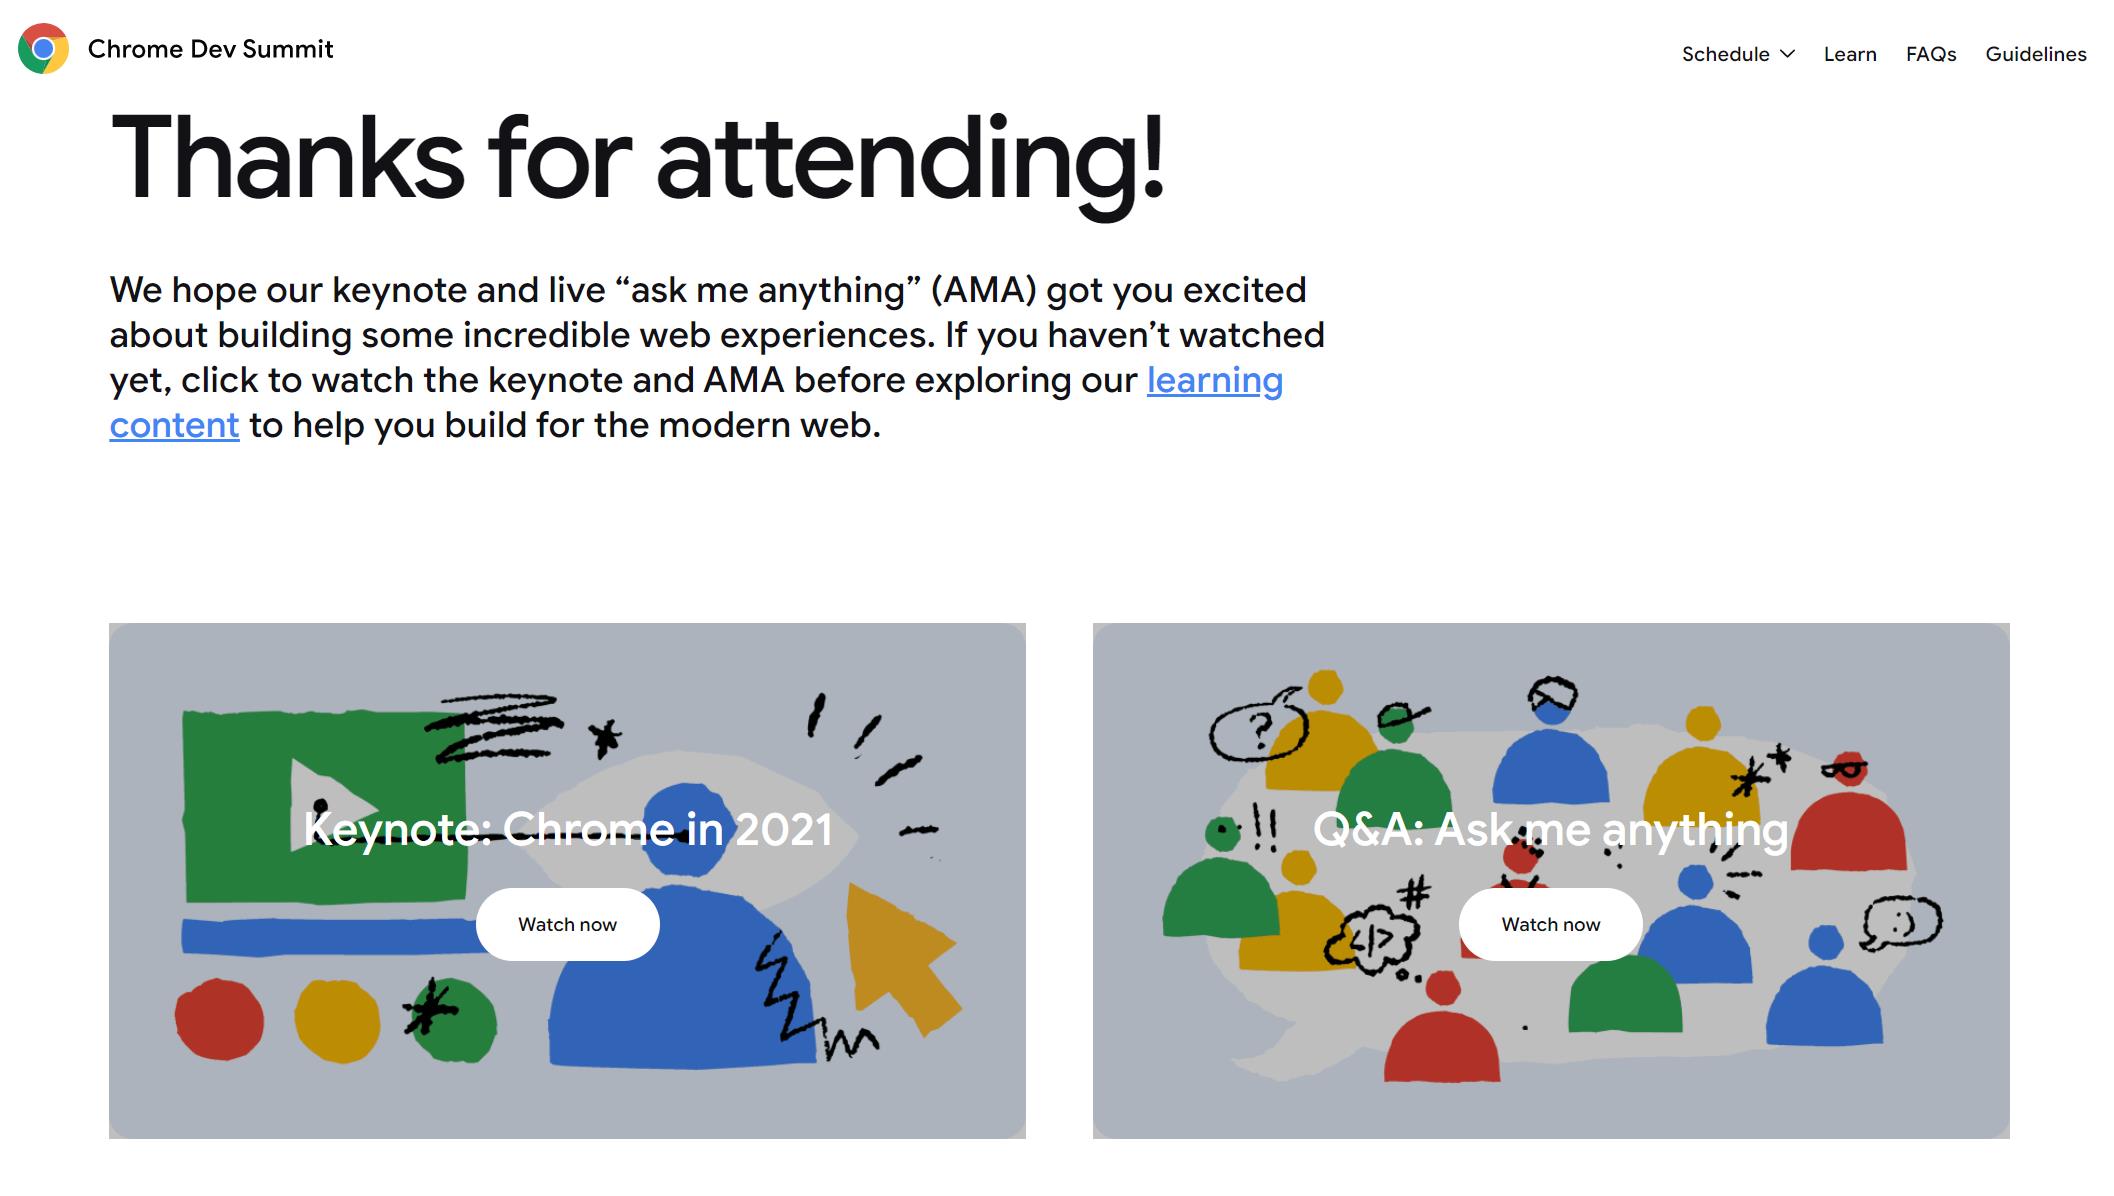 Chrome Dev Summit
Schedule
Learn
FAQs
Guidelines
Thanks for attending!
We hope our keynote and live “ask me anything” (AMA) got you excited
about building some incredible web experiences. If you haven’t watched
yet, click to watch the keynote and AMA before exploring our learning
content to help you build for the modern web.
Keynote: Chrome in 2021
Watch now
?
!!
#
</>
:)
Q&A: Ask me anything
Watch now